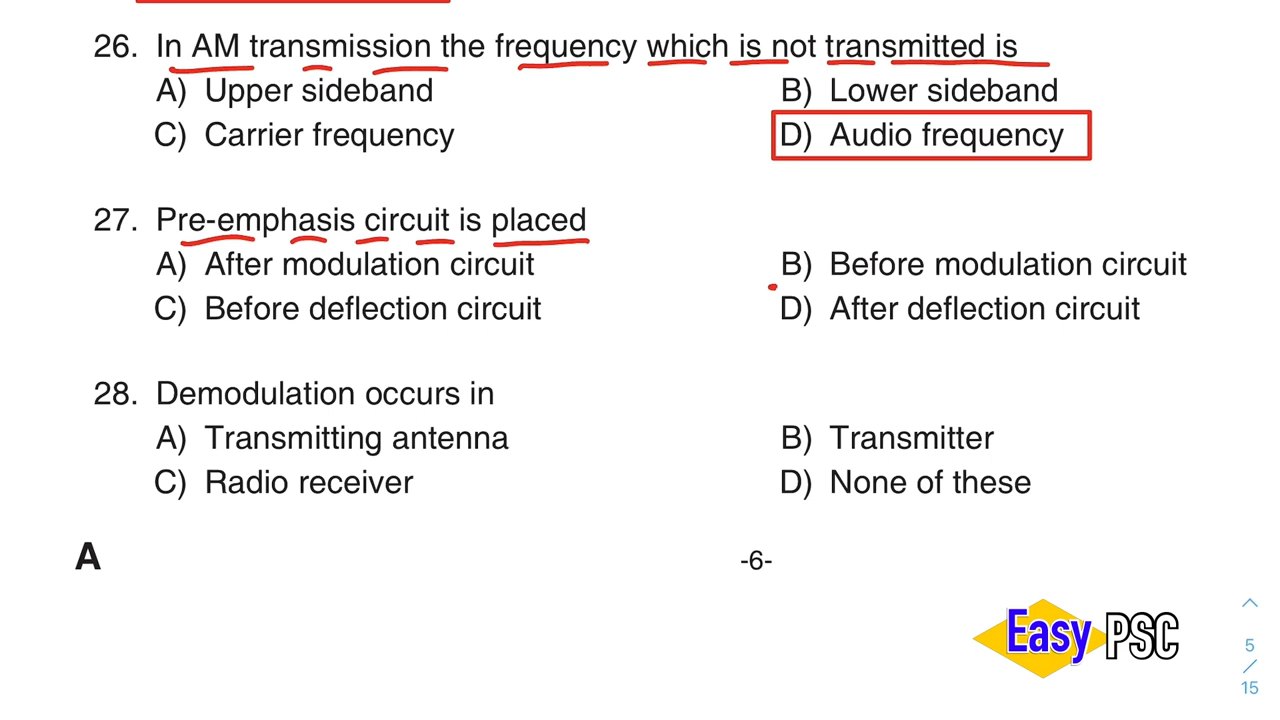 26. In AM transmission the frequency which is not transmitted is
A) Upper sideband B) Lower sideband
C) Carrier frequency D) Audio frequency
27. Pre-emphasis circuit is placed
A) After modulation circuit B) Before modulation circuit
C) Before deflection circuit D) After deflection circuit
28. Demodulation occurs in
A) Transmitting antenna B) Transmitter
C) Radio receiver D) None of these
A -6-
Easy PSC
5
/
15